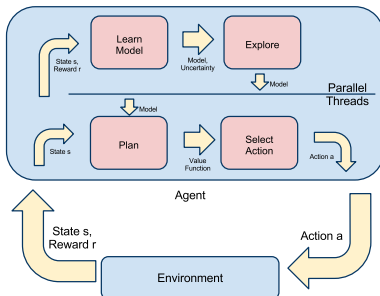 Learn
Model
State s,
Reward r
Model,
Uncertainty
Explore
Model
Parallel
Threads
Model
State s
Plan
Value
Function
Select
Action
Action a
Agent
State s,
Reward r
Action a
Environment